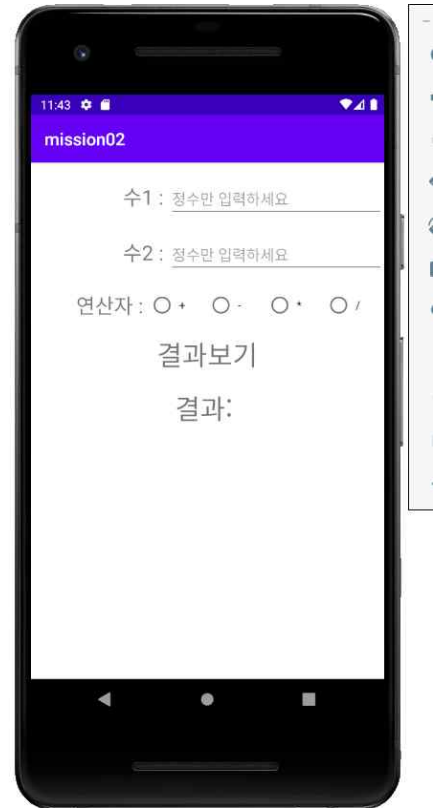 11:43
mission02
수1 : 정수만 입력하세요
수2 : 정수만 입력하세요
연산자 : + - * /
결과보기
결과: